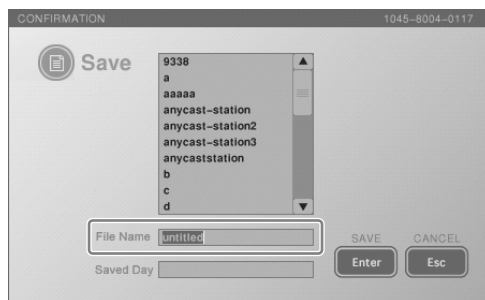 CONFIRMATION 1045-8004-0117
Save
9338
a
aaaaa
anycast-station
anycast-station2
anycast-station3
anycaststation
b
c
d
File Name untitled
SAVE CANCEL
Enter Esc
Saved Day